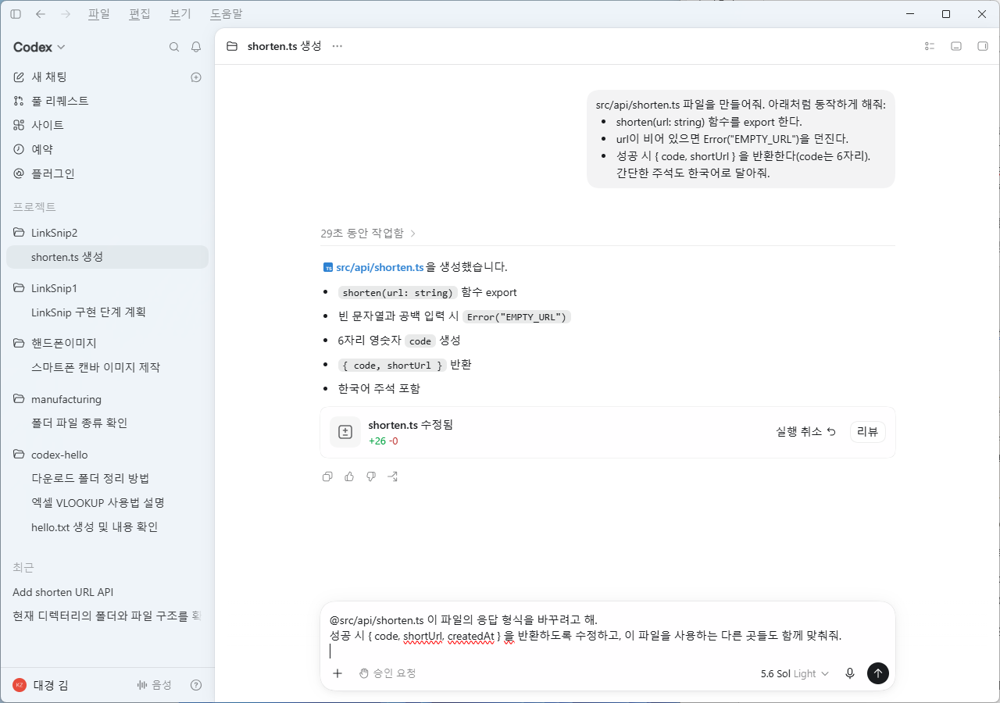 파일 편집 보기 도움말
Codex
새 채팅
풀 리퀘스트
사이트
예약
플러그인
프로젝트
LinkSnip2
shorten.ts 생성
LinkSnip1
LinkSnip 구현 단계 계획
핸드폰이미지
스마트폰 캔바 이미지 제작
manufacturing
폴더 파일 종류 확인
codex-hello
다운로드 폴더 정리 방법
엑셀 VLOOKUP 사용법 설명
hello.txt 생성 및 내용 확인
최근
Add shorten URL API
현재 디렉터리의 폴더와 파일 구조를
KZ 대경 김
음성
shorten.ts 생성
src/api/shorten.ts 파일을 만들어줘. 아래처럼 동작하게 해줘:
• shorten(url: string) 함수를 export 한다.
• url이 비어 있으면 Error("EMPTY_URL")을 던진다.
• 성공 시 { code, shortUrl } 을 반환한다(code는 6자리).
간단한 주석도 한국어로 달아줘.
29초 동안 작업함
TS src/api/shorten.ts 을 생성했습니다.
• shorten(url: string) 함수 export
• 빈 문자열과 공백 입력 시 Error("EMPTY_URL")
• 6자리 영숫자 code 생성
• { code, shortUrl } 반환
• 한국어 주석 포함
shorten.ts 수정됨
+26 -0
실행 취소
리뷰
@src/api/shorten.ts 이 파일의 응답 형식을 바꾸려고 해.
성공 시 { code, shortUrl, createdAt } 을 반환하도록 수정하고, 이 파일을 사용하는 다른 곳들도 함께 맞춰줘.
승인 요청
5.6 Sol Light